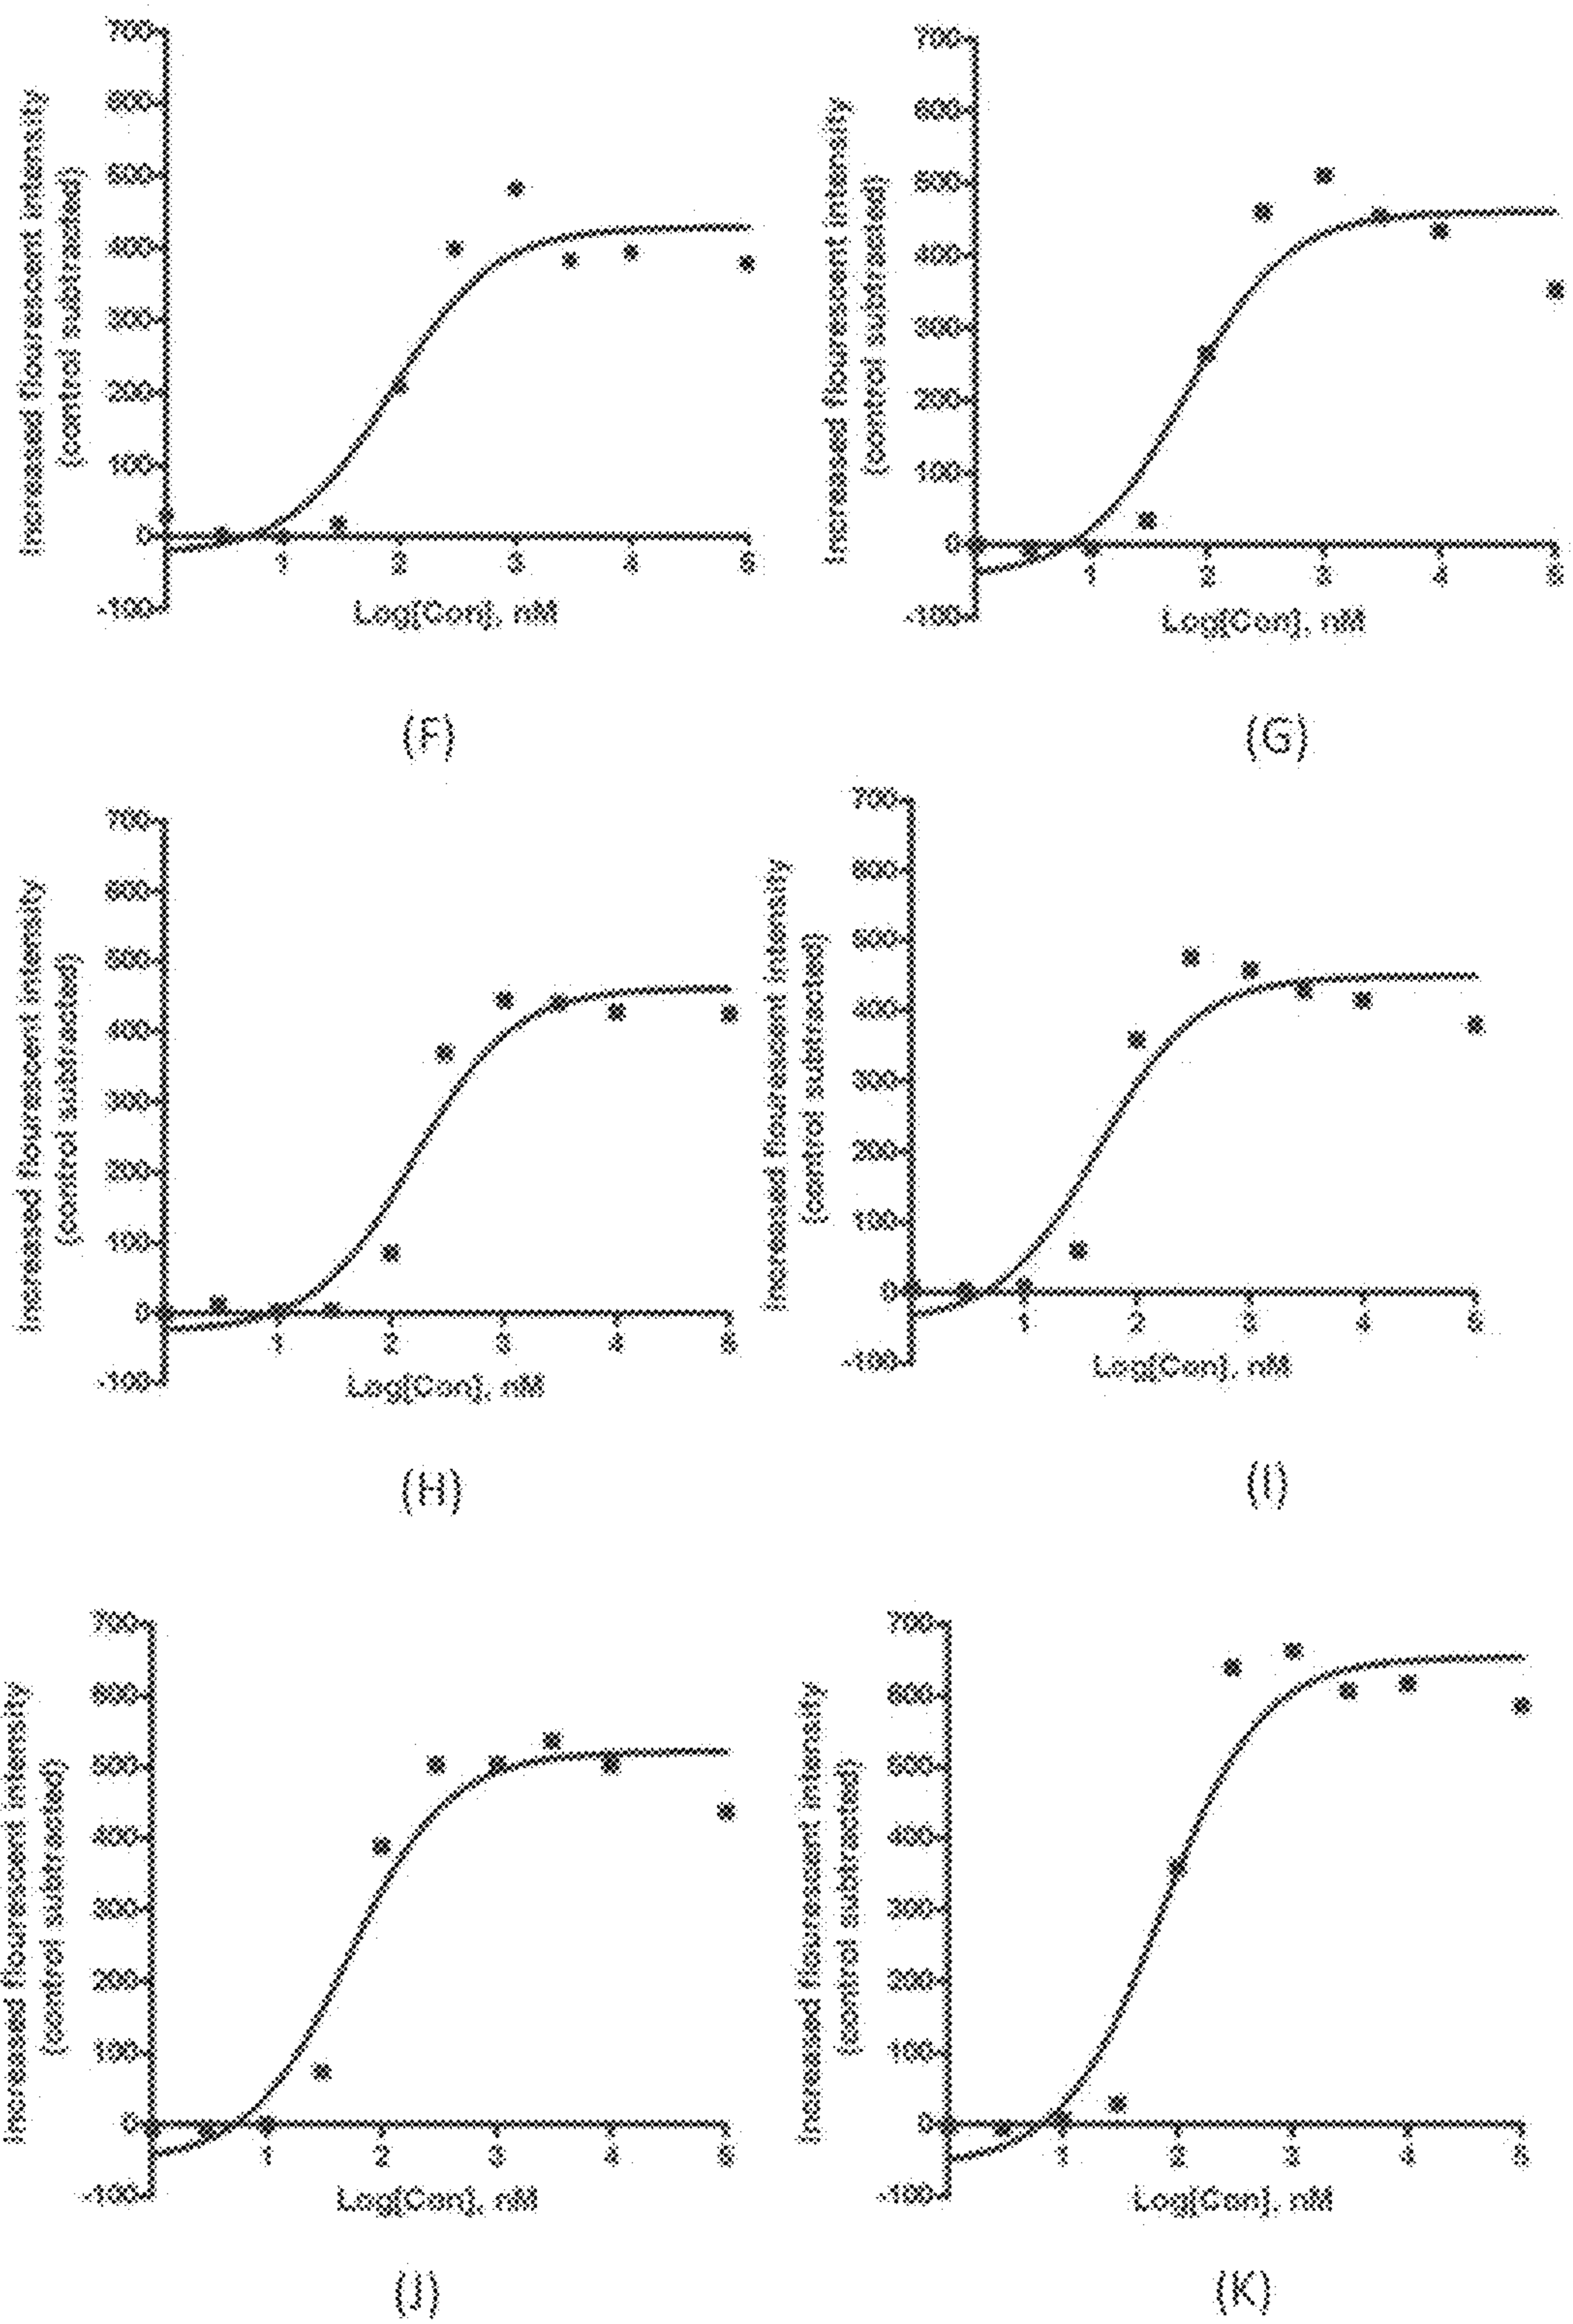 Increased flourescent intensity
(control subtracted)
700
600
500
400
300
200
100
0
-100
1 2 3 4 5
Log[Con], nM
(F)
Increased flourescent intensity
(control subtracted)
700
600
500
400
300
200
100
0
-100
1 2 3 4 5
Log[Con], nM
(G)
Increased flourescent intensity
(control subtracted)
700
600
500
400
300
200
100
0
-100
1 2 3 4 5
Log[Con], nM
(H)
Increased flourescent intensity
(control subtracted)
700
600
500
400
300
200
100
0
-100
1 2 3 4 5
Log[Con], nM
(I)
Increased flourescent intensity
(control subtracted)
700
600
500
400
300
200
100
0
-100
1 2 3 4 5
Log[Con], nM
(J)
Increased flourescent intensity
(control subtracted)
700
600
500
400
300
200
100
0
-100
1 2 3 4 5
Log[Con], nM
(K)